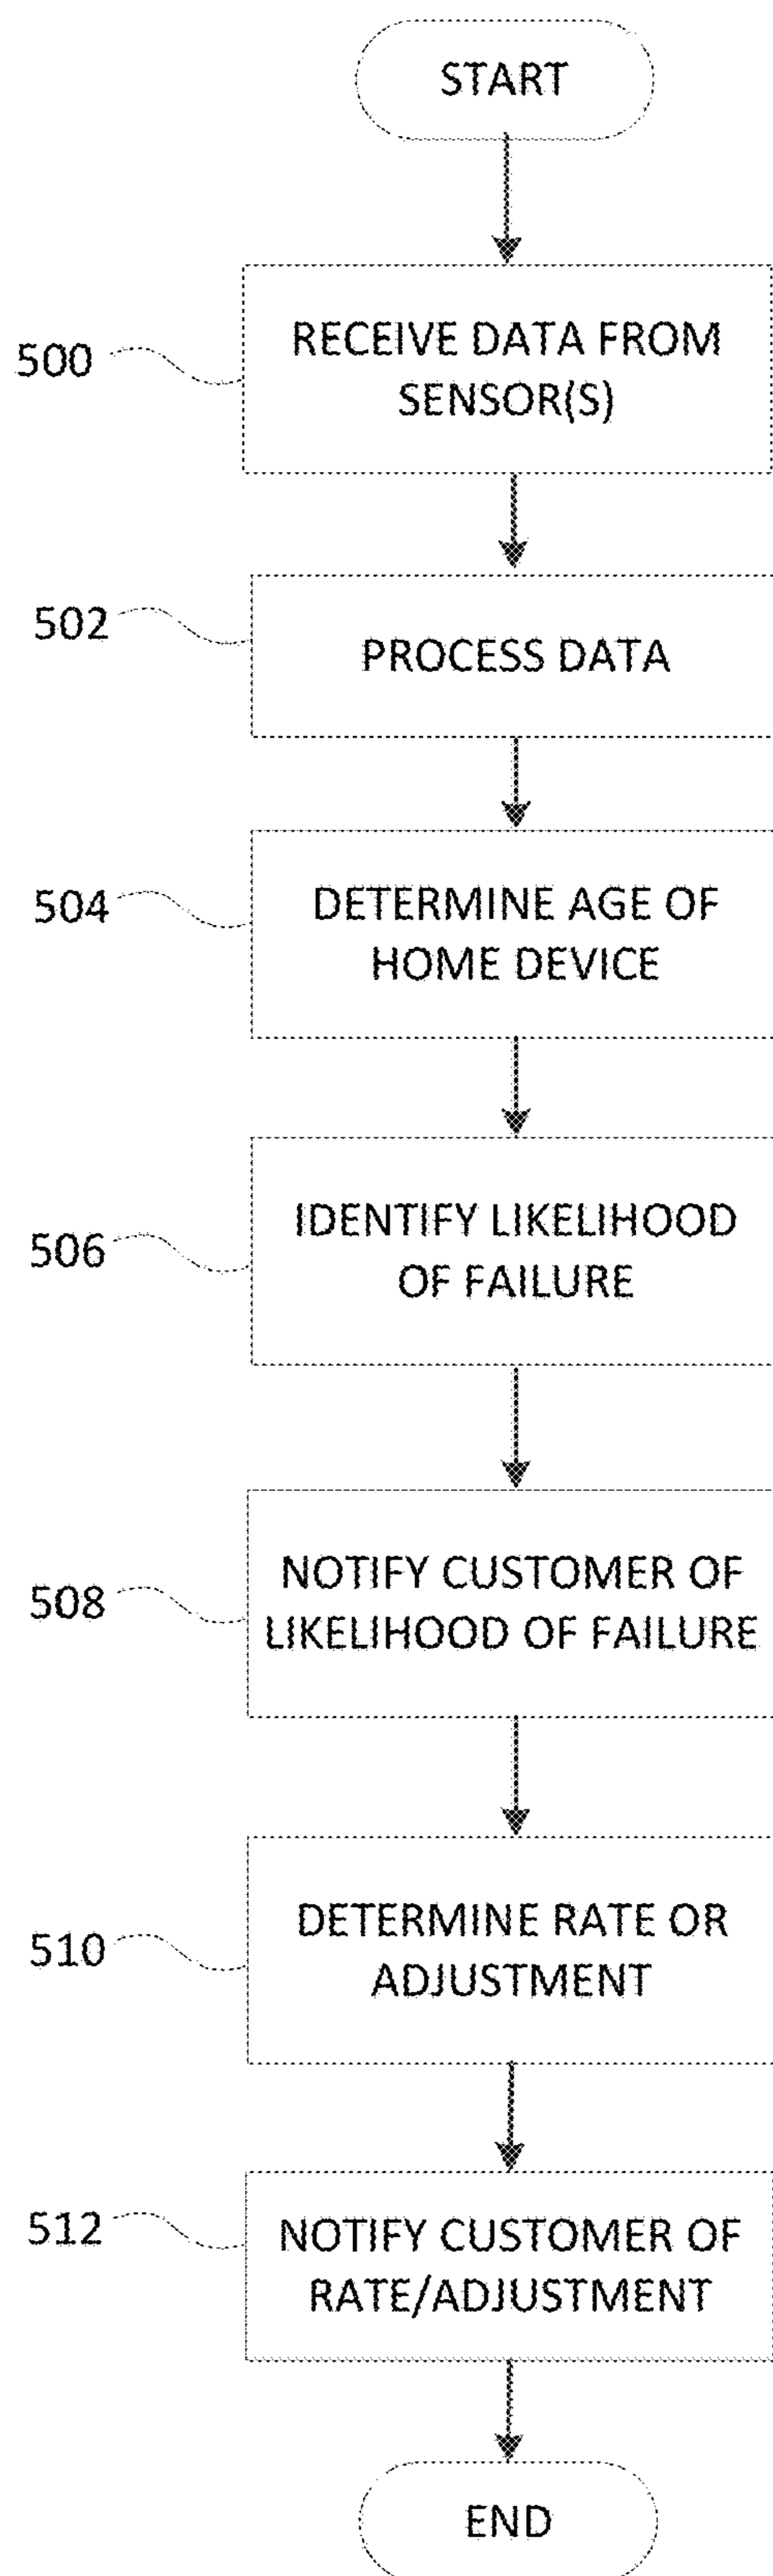 START
500
RECEIVE DATA FROM
SENSOR(S)
502
PROCESS DATA
504
DETERMINE AGE OF
HOME DEVICE
506
IDENTIFY LIKELIHOOD
OF FAILURE
508
NOTIFY CUSTOMER OF
LIKELIHOOD OF FAILURE
510
DETERMINE RATE OR
ADJUSTMENT
512
NOTIFY CUSTOMER OF
RATE/ADJUSTMENT
END